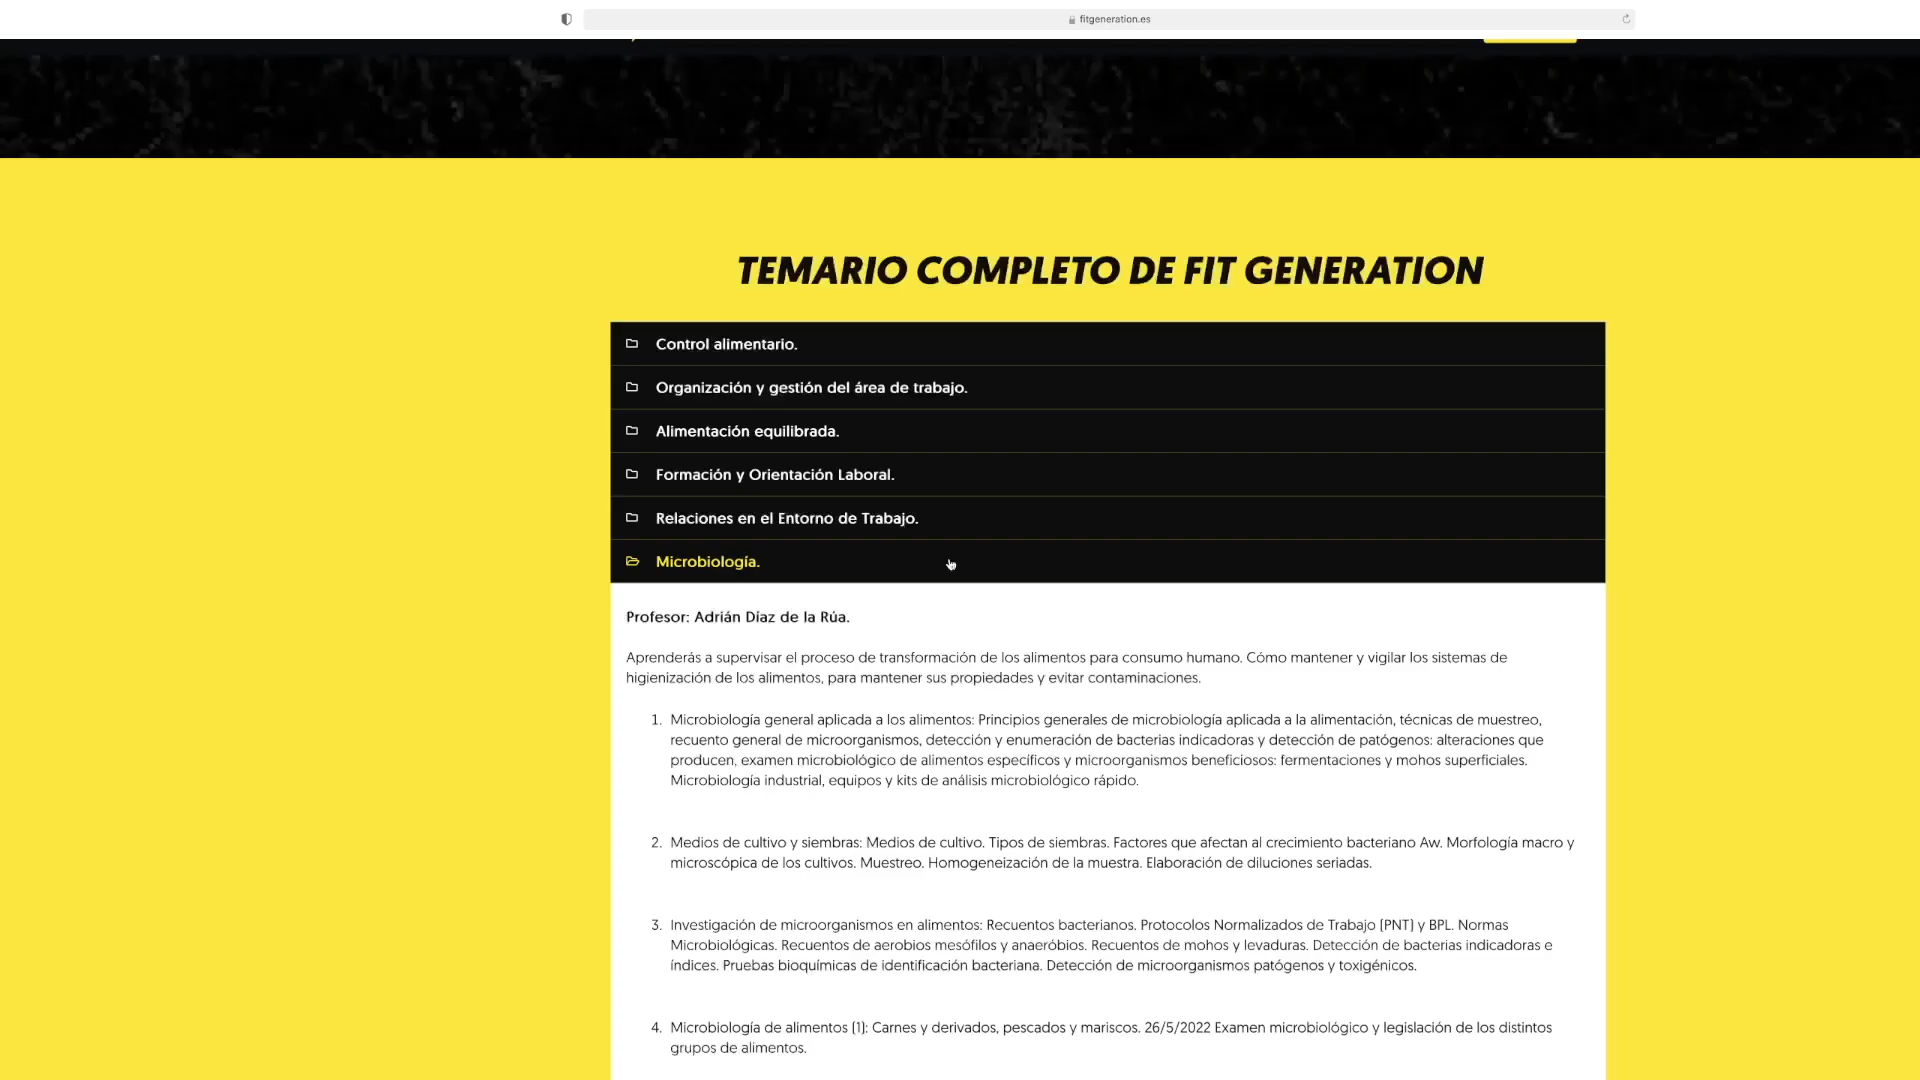 fitgeneration.es
TEMARIO COMPLETO DE FIT GENERATION
Control alimentario.
Organización y gestión del área de trabajo.
Alimentación equilibrada.
Formación y Orientación Laboral.
Relaciones en el Entorno de Trabajo.
Microbiología.
Profesor: Adrián Díaz de la Rúa.
Aprenderás a supervisar el proceso de transformación de los alimentos para consumo humano. Cómo mantener y vigilar los sistemas de
higienización de los alimentos, para mantener sus propiedades y evitar contaminaciones.
1. Microbiología general aplicada a los alimentos: Principios generales de microbiología aplicada a la alimentación, técnicas de muestreo,
recuento general de microorganismos, detección y enumeración de bacterias indicadoras y detección de patógenos: alteraciones que
producen, examen microbiológico de alimentos específicos y microorganismos beneficiosos: fermentaciones y mohos superficiales.
Microbiología industrial, equipos y kits de análisis microbiológico rápido.
2. Medios de cultivo y siembras: Medios de cultivo. Tipos de siembras. Factores que afectan al crecimiento bacteriano Aw. Morfología macro y
microscópica de los cultivos. Muestreo. Homogeneización de la muestra. Elaboración de diluciones seriadas.
3. Investigación de microorganismos en alimentos: Recuentos bacterianos. Protocolos Normalizados de Trabajo (PNT) y BPL. Normas
Microbiológicas. Recuentos de aerobios mesófilos y anaeróbios. Recuentos de mohos y levaduras. Detección de bacterias indicadoras e
índices. Pruebas bioquímicas de identificación bacteriana. Detección de microorganismos patógenos y toxigénicos.
4. Microbiología de alimentos (1): Carnes y derivados, pescados y mariscos. 26/5/2022 Examen microbiológico y legislación de los distintos
grupos de alimentos.